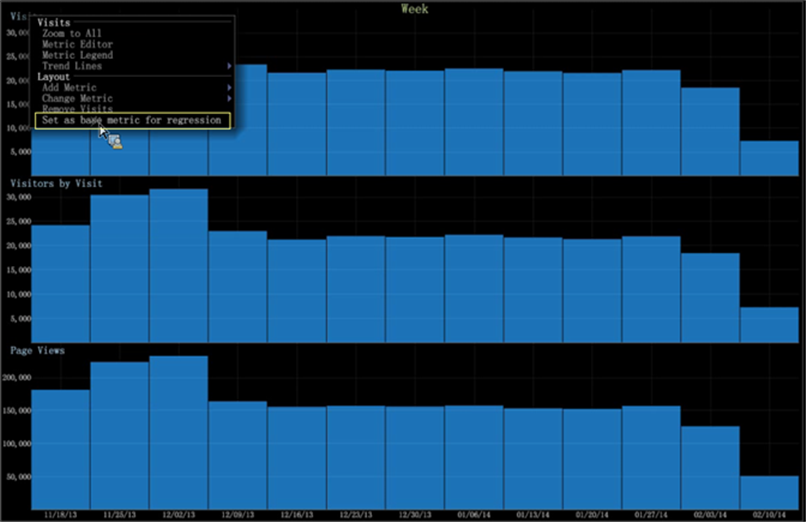 Week
Visits
Zoom to All
Metric Editor
Metric Legend
Trend Lines
Layout
Add Metric
Change Metric
Remove Visits
Set as base metric for regression
30,000
25,000
20,000
15,000
10,000
5,000
Visitors by Visit
30,000
25,000
20,000
15,000
10,000
5,000
Page Views
200,000
150,000
100,000
50,000
11/18/13 11/25/13 12/02/13 12/09/13 12/16/13 12/23/13 12/30/13 01/06/14 01/13/14 01/20/14 01/27/14 02/03/14 02/10/14